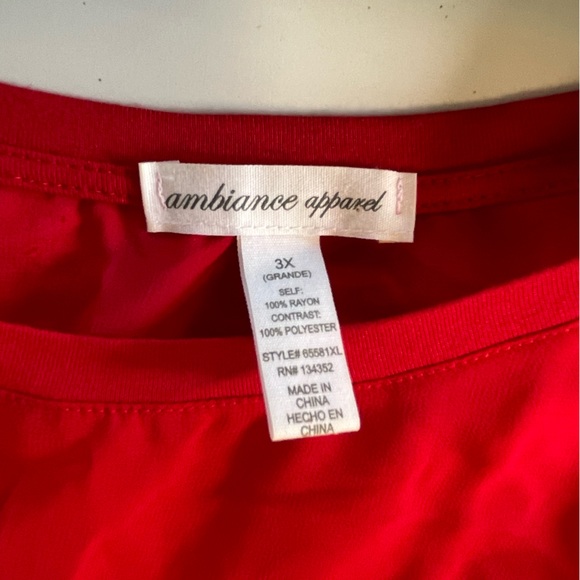 ambiance apparel
3X
(GRANDE)
SELF:
100% RAYON
CONTRAST:
100% POLYESTER
STYLE# 65581XL
RN# 134352
MADE IN
CHINA
HECHO EN
CHINA